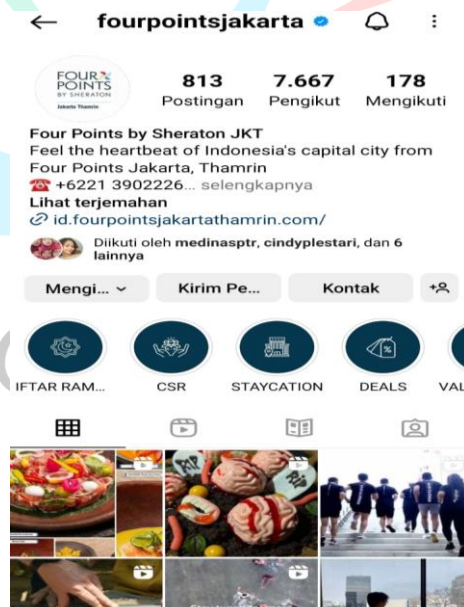 fourpointsjakarta
FOUR POINTS
BY SHERATON
Jakarta Thamrin
813 7.667 178
Postingan Pengikut Mengikuti
Four Points by Sheraton JKT
Feel the heartbeat of Indonesia's capital city from
Four Points Jakarta, Thamrin
+6221 3902226... selengkapnya
Lihat terjemahan
id.fourpointsjakartathamrin.com/
Diikuti oleh medinasptr, cindyplestari, dan 6
lainnya
Mengi... Kirim Pe... Kontak
IFTAR RAM... CSR STAYCATION DEALS VAL
RIP RIP